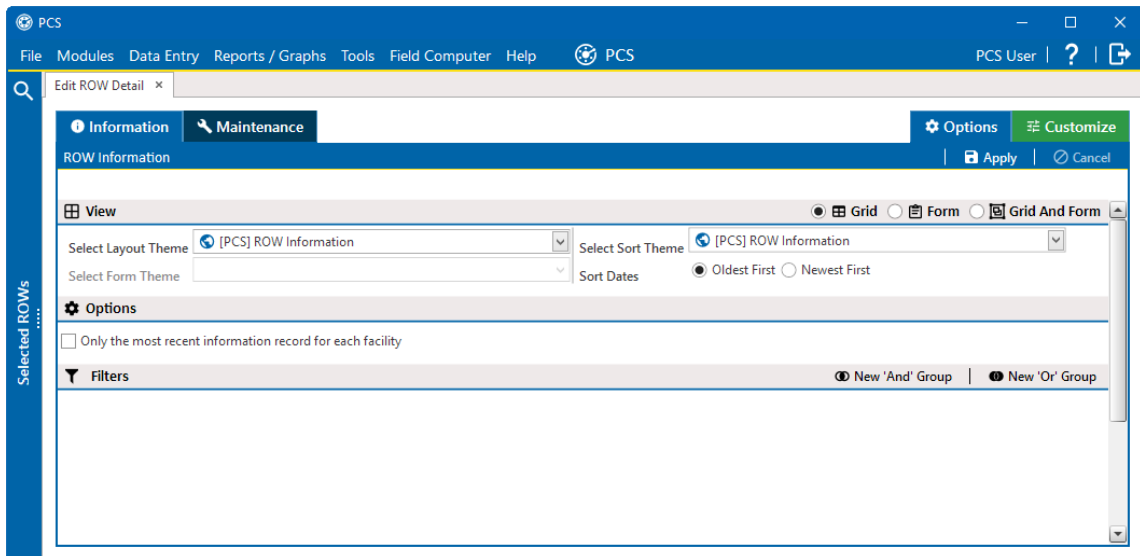 PCS
File Modules Data Entry Reports / Graphs Tools Field Computer Help PCS PCS User | ? |
Edit ROW Detail ×
Information Maintenance Options Customize
ROW Information | Apply | Cancel
View Grid Form Grid And Form
Select Layout Theme [PCS] ROW Information Select Sort Theme [PCS] ROW Information
Select Form Theme Sort Dates Oldest First Newest First
Selected ROWs
Options
Only the most recent information record for each facility
Filters New 'And' Group | New 'Or' Group